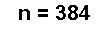 n = 384